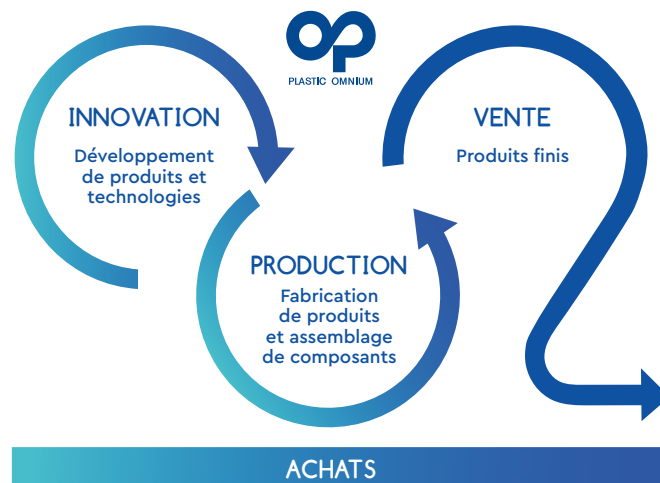 OP
PLASTIC OMNIUM
INNOVATION
Développement
de produits et
technologies
PRODUCTION
Fabrication
de produits
et assemblage
de composants
VENTE
Produits finis
ACHATS